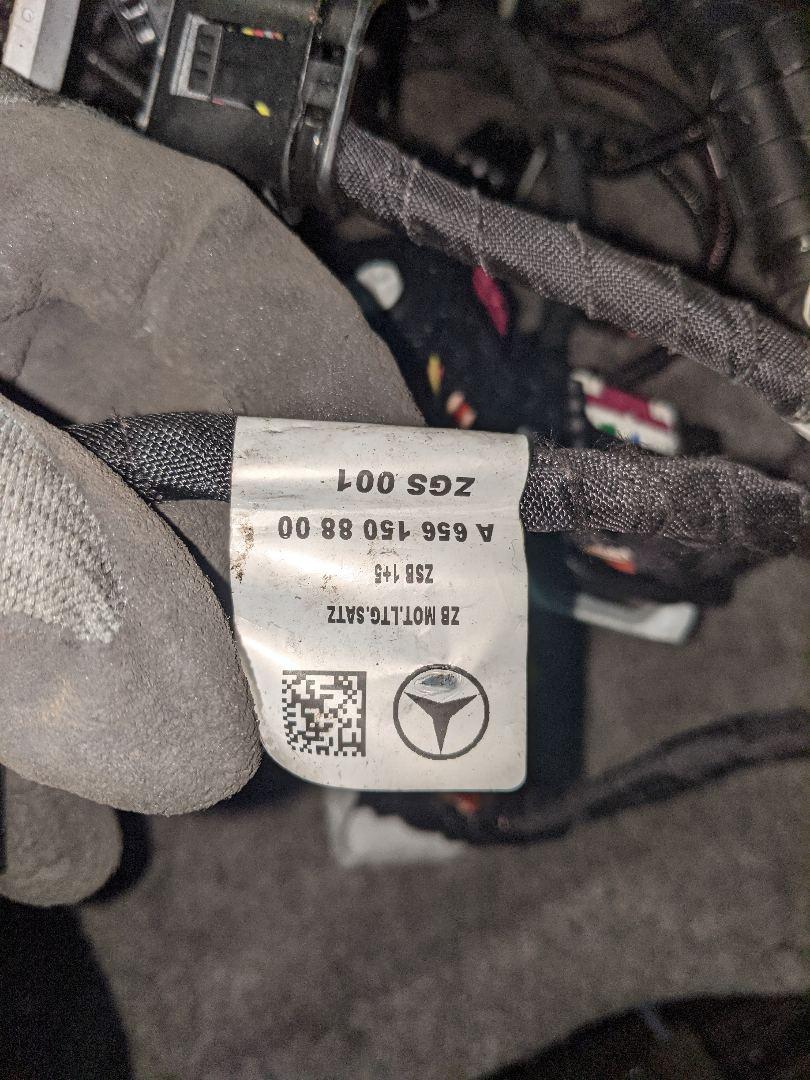 ZB MOT.LTG.SATZ
ZSB 1+5
A 656 150 88 00
ZGS 001